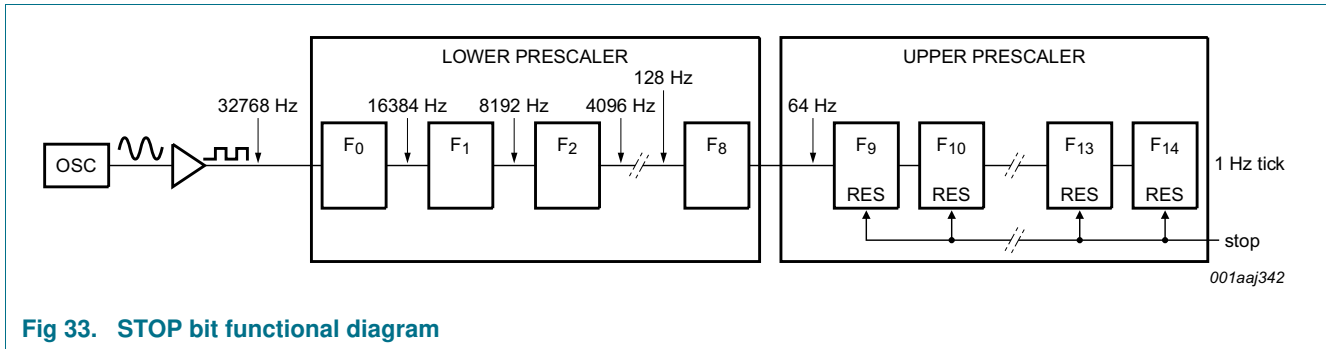 LOWER PRESCALER
UPPER PRESCALER
128 Hz
32768 Hz
16384 Hz
8192 Hz
4096 Hz
64 Hz
OSC
F0
F1
F2
F8
F9
F10
F13
F14
1 Hz tick
RES
RES
RES
RES
stop
001aaj342
Fig 33. STOP bit functional diagram